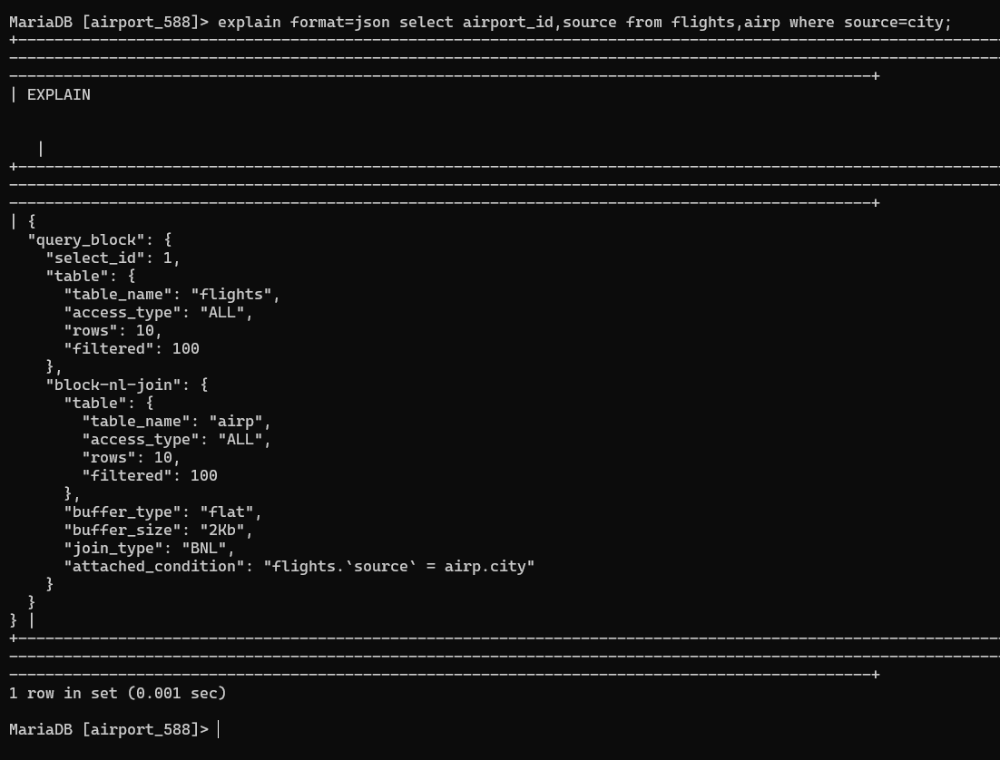 MariaDB [airport_588]> explain format=json select airport_id,source from flights,airp where source=city;
+-------------------------------------------------------------------------------------------------------------
--------------------------------------------------------------------------------------------------------------
-----------------------------------------------------------------------------------------------+
| EXPLAIN
|
+-------------------------------------------------------------------------------------------------------------
--------------------------------------------------------------------------------------------------------------
-----------------------------------------------------------------------------------------------+
| {
  "query_block": {
    "select_id": 1,
    "table": {
      "table_name": "flights",
      "access_type": "ALL",
      "rows": 10,
      "filtered": 100
    },
    "block-nl-join": {
      "table": {
        "table_name": "airp",
        "access_type": "ALL",
        "rows": 10,
        "filtered": 100
      },
      "buffer_type": "flat",
      "buffer_size": "2Kb",
      "join_type": "BNL",
      "attached_condition": "flights.`source` = airp.city"
    }
  }
} |
+-------------------------------------------------------------------------------------------------------------
--------------------------------------------------------------------------------------------------------------
-----------------------------------------------------------------------------------------------+
1 row in set (0.001 sec)
MariaDB [airport_588]>